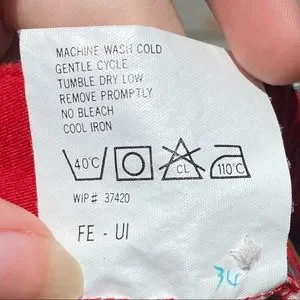 MACHINE WASH COLD
GENTLE CYCLE
TUMBLE DRY LOW
REMOVE PROMPTLY
NO BLEACH
COOL IRON
40°C CL 110°C
WIP# 37420
FE - UI
34